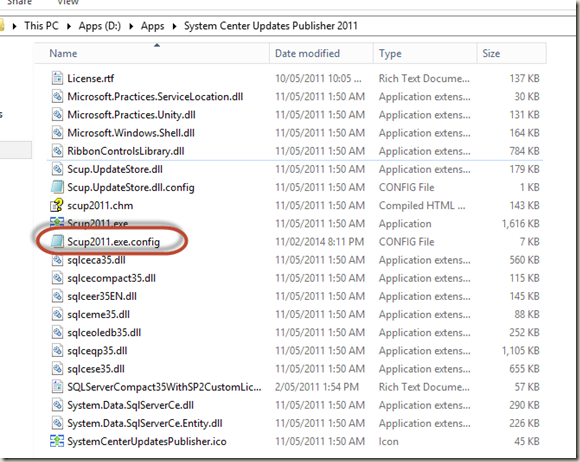 Share View
This PC › Apps (D:) › Apps › System Center Updates Publisher 2011
Name Date modified Type Size
License.rtf 10/05/2011 10:05 ... Rich Text Docume... 137 KB
Microsoft.Practices.ServiceLocation.dll 11/05/2011 1:50 AM Application extens... 30 KB
Microsoft.Practices.Unity.dll 11/05/2011 1:50 AM Application extens... 131 KB
Microsoft.Windows.Shell.dll 11/05/2011 1:50 AM Application extens... 164 KB
RibbonControlsLibrary.dll 11/05/2011 1:50 AM Application extens... 784 KB
Scup.UpdateStore.dll 11/05/2011 1:50 AM Application extens... 179 KB
Scup.UpdateStore.dll.config 11/05/2011 1:50 AM CONFIG File 1 KB
scup2011.chm 11/05/2011 1:50 AM Compiled HTML ... 143 KB
Scup2011.exe 11/05/2011 1:50 AM Application 1,616 KB
Scup2011.exe.config 11/02/2014 8:11 PM CONFIG File 7 KB
sqlceca35.dll 11/05/2011 1:50 AM Application extens... 560 KB
sqlcecompact35.dll 11/05/2011 1:50 AM Application extens... 115 KB
sqlceer35EN.dll 11/05/2011 1:50 AM Application extens... 145 KB
sqlceme35.dll 11/05/2011 1:50 AM Application extens... 88 KB
sqlceoledb35.dll 11/05/2011 1:50 AM Application extens... 252 KB
sqlceqp35.dll 11/05/2011 1:50 AM Application extens... 1,105 KB
sqlcese35.dll 11/05/2011 1:50 AM Application extens... 655 KB
SQLServerCompact35WithSP2CustomLic... 2/05/2011 1:54 PM Rich Text Docume... 57 KB
System.Data.SqlServerCe.dll 11/05/2011 1:50 AM Application extens... 290 KB
System.Data.SqlServerCe.Entity.dll 11/05/2011 1:50 AM Application extens... 226 KB
SystemCenterUpdatesPublisher.ico 11/05/2011 1:50 AM Icon 45 KB